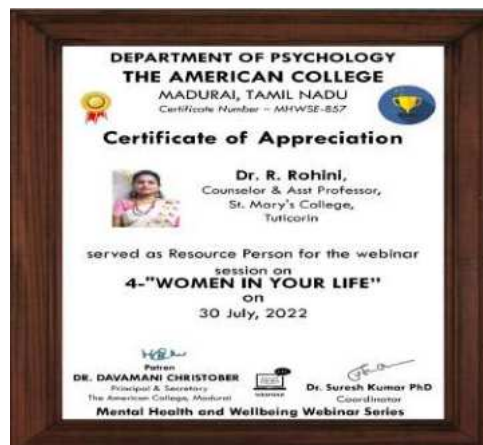 DEPARTMENT OF PSYCHOLOGY
THE AMERICAN COLLEGE
MADURAI, TAMIL NADU
Certificate Number – MHWSE-857
Certificate of Appreciation
Dr. R. Rohini,
Counselor & Asst Professor,
St. Mary's College,
Tuticorin
served as Resource Person for the webinar
session on
4-"WOMEN IN YOUR LIFE"
on
30 July, 2022
Patron
DR. DAVAMANI CHRISTOBER
Principal & Secretary
The American College, Madurai
WEBINAR
Dr. Suresh Kumar PhD
Coordinator
Mental Health and Wellbeing Webinar Series